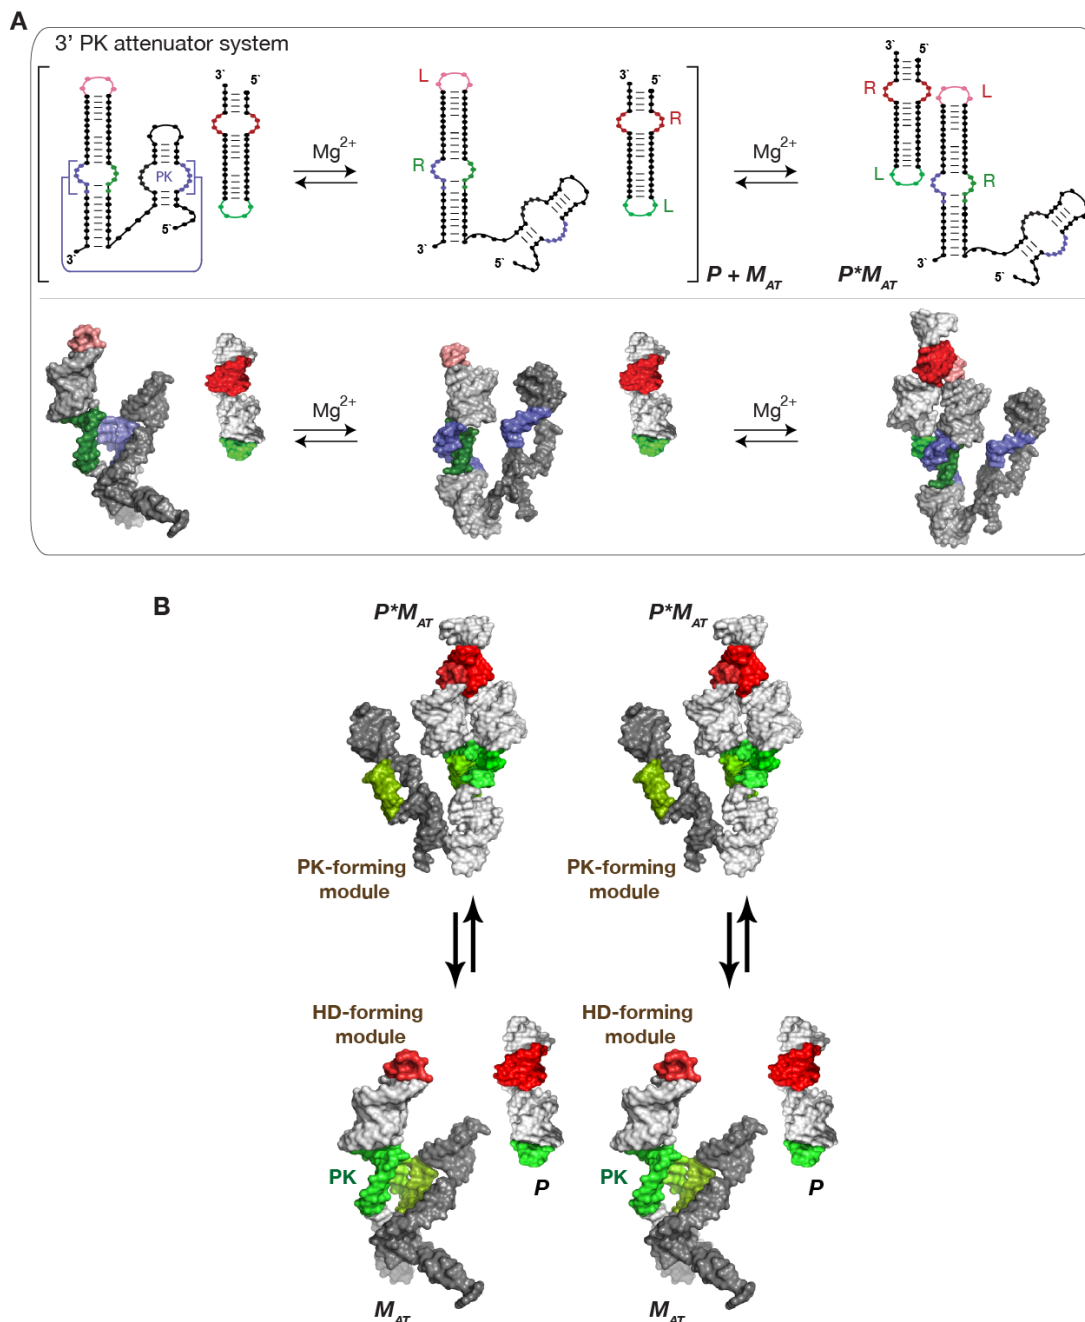 A
3' PK attenuator system
L
3` 5`
3` 5`
3` 5`
R L
R
Mg2+
Mg2+
PK
R
L
R
L
5`
3`
3`
5`
3`
5`
P + MAT
P*MAT
Mg2+
Mg2+
B
P*MAT
P*MAT
PK-forming
module
PK-forming
module
HD-forming
module
HD-forming
module
PK
PK
P
P
MAT
MAT